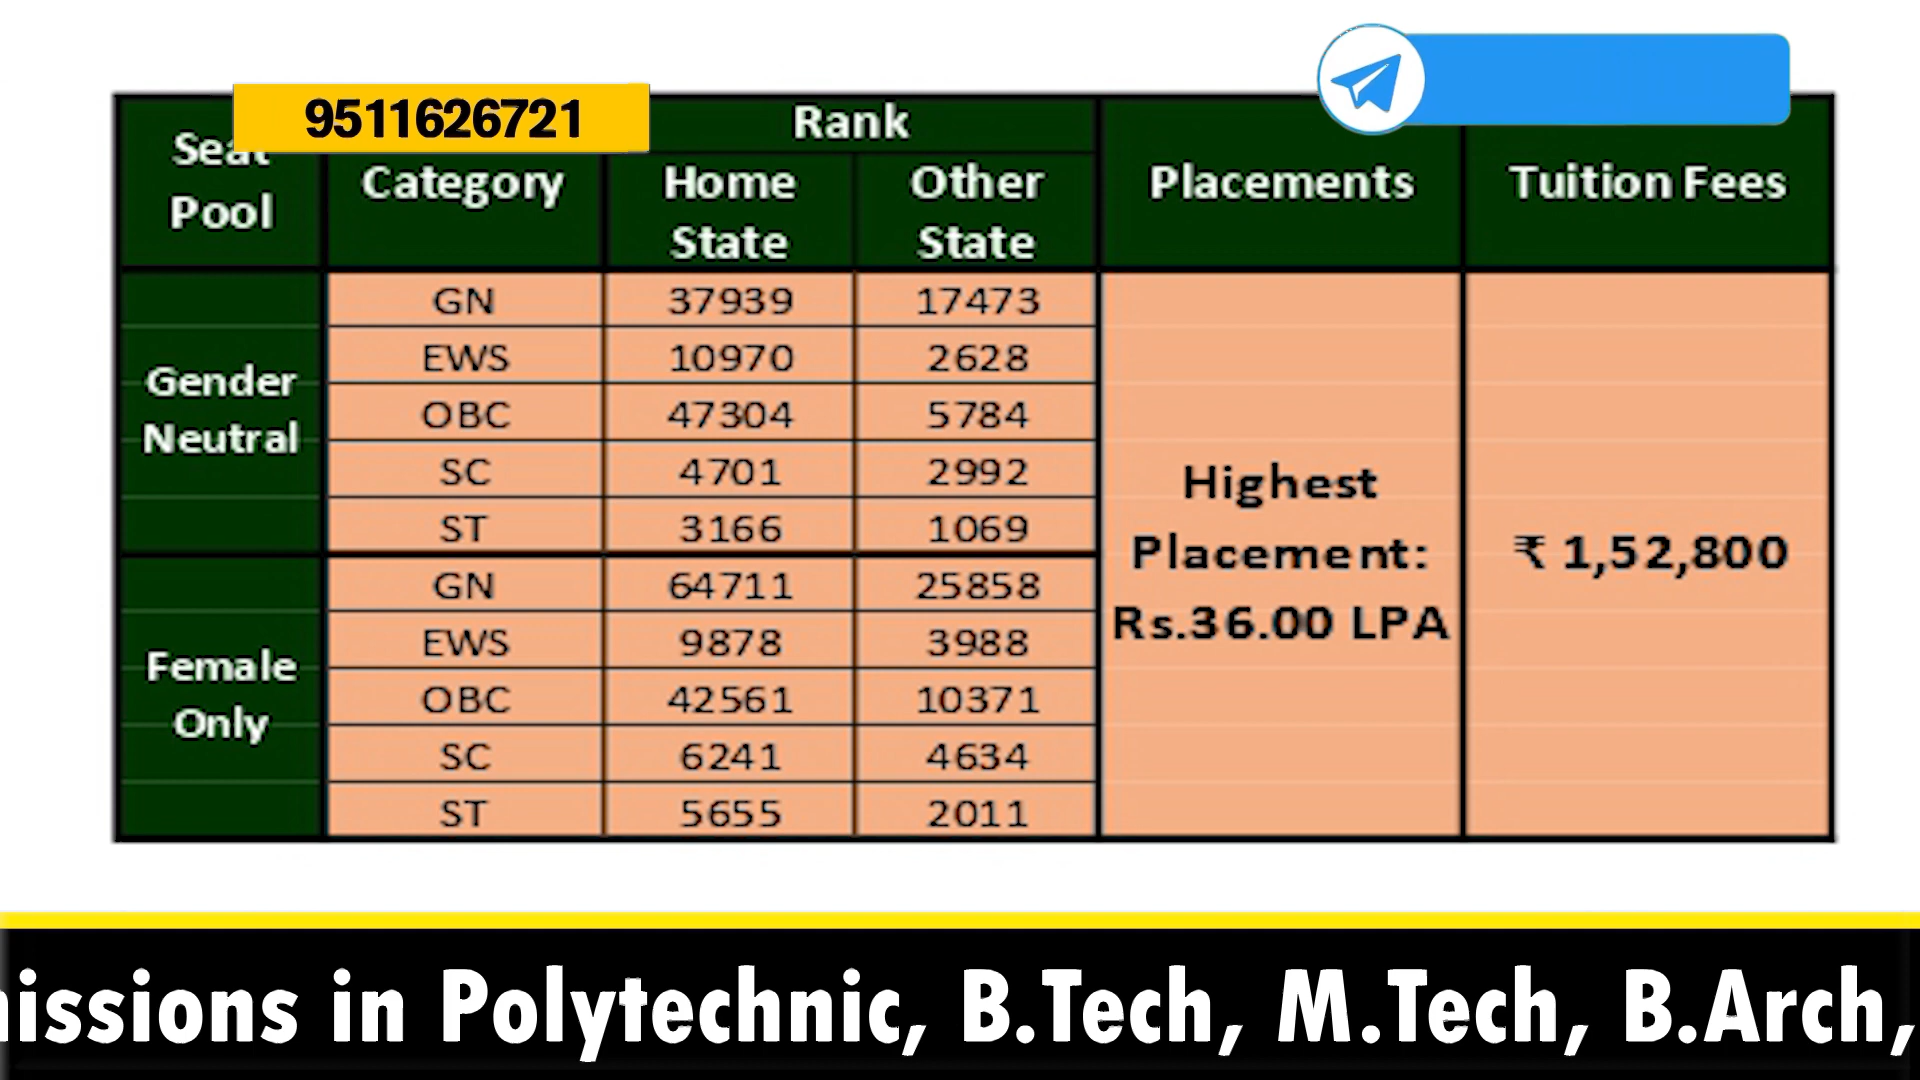 9511626721
Rank
Seat
Pool
Category
Home
State
Other
State
Placements
Tuition Fees
Gender
Neutral
GN 37939 17473
EWS 10970 2628
OBC 47304 5784
SC 4701 2992
ST 3166 1069
Female
Only
GN 64711 25858
EWS 9878 3988
OBC 42561 10371
SC 6241 4634
ST 5655 2011
Highest
Placement:
Rs.36.00 LPA
₹ 1,52,800
missions in Polytechnic, B.Tech, M.Tech, B.Arch,